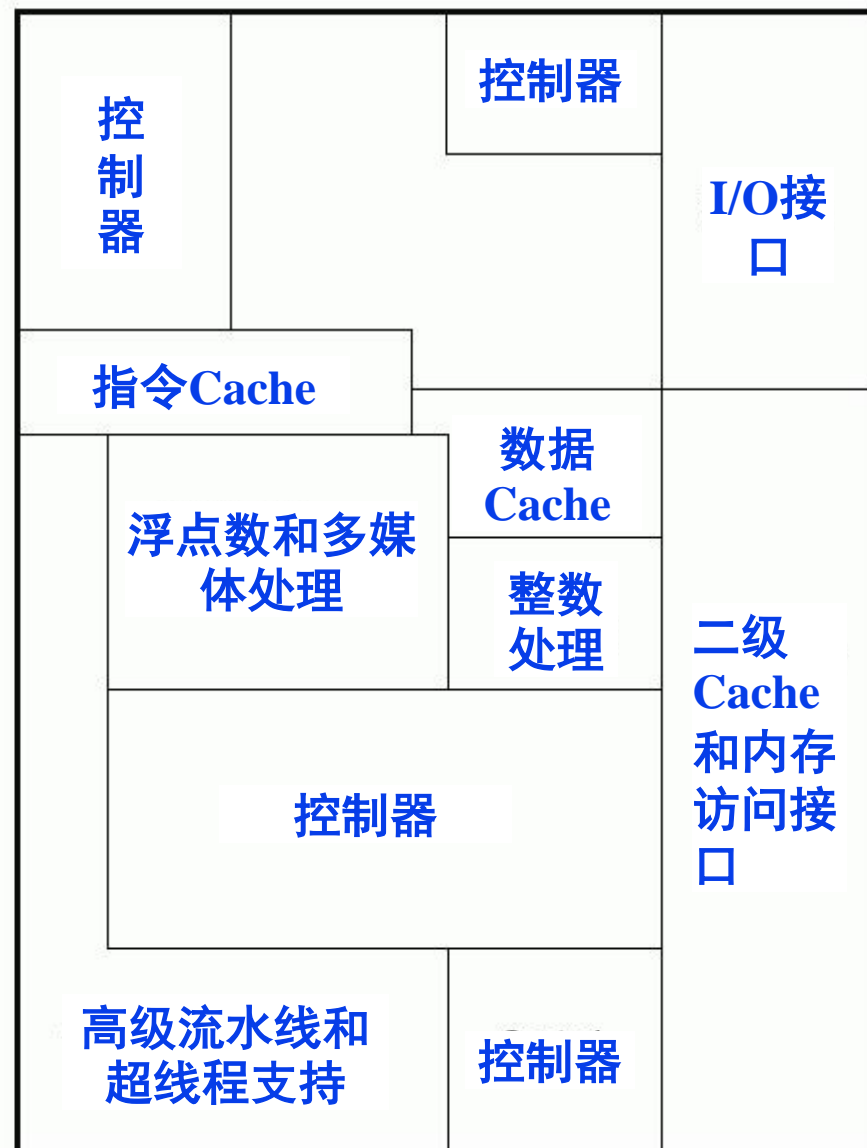 控制器
控
制
器
I/O接
口
指令Cache
数据
Cache
浮点数和多媒
体处理
整数
处理
二级
Cache
和内存
访问接
口
控制器
高级流水线和
超线程支持
控制器